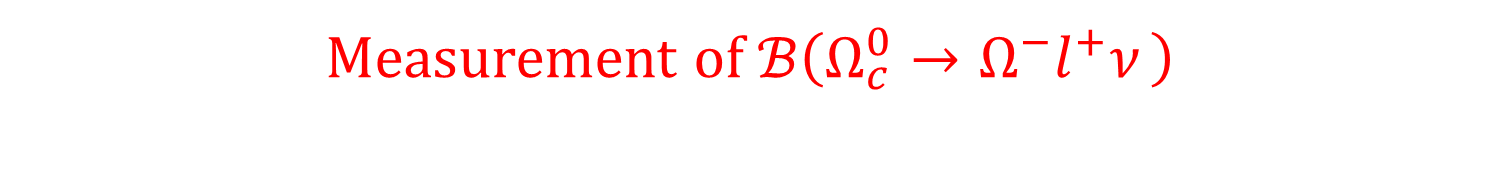 Measurement of ℬ(Ω_c^0 → Ω^- l^+ ν)